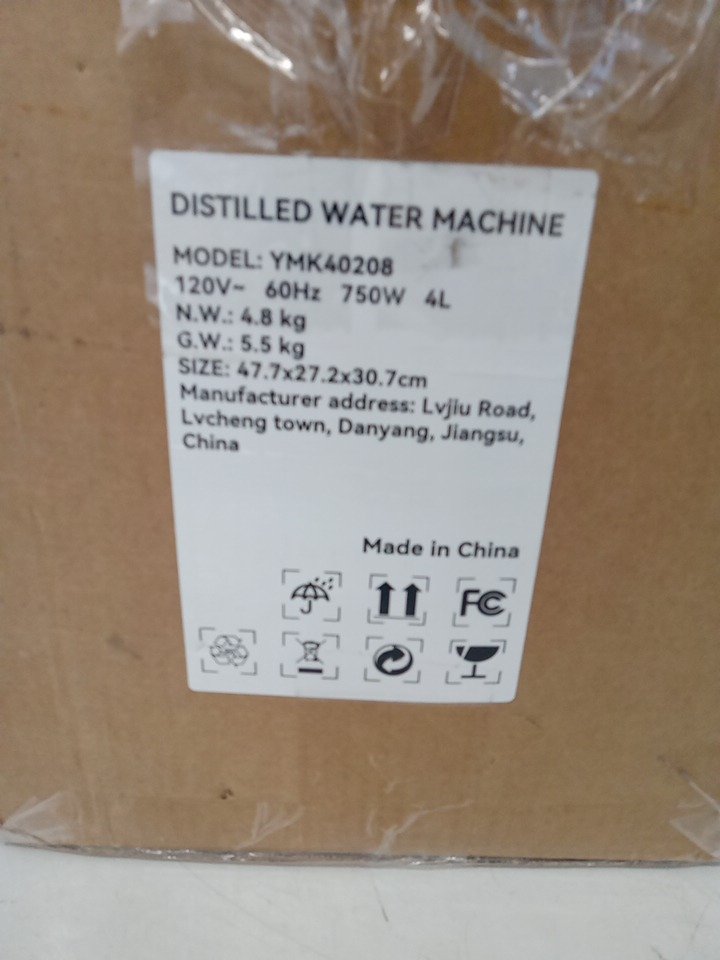 DISTILLED WATER MACHINE
MODEL: YMK40208
120V~ 60Hz 750W 4L
N.W.: 4.8 kg
G.W.: 5.5 kg
SIZE: 47.7x27.2x30.7cm
Manufacturer address: Lvjiu Road,
Lvcheng town, Danyang, Jiangsu,
China
Made in China
FC